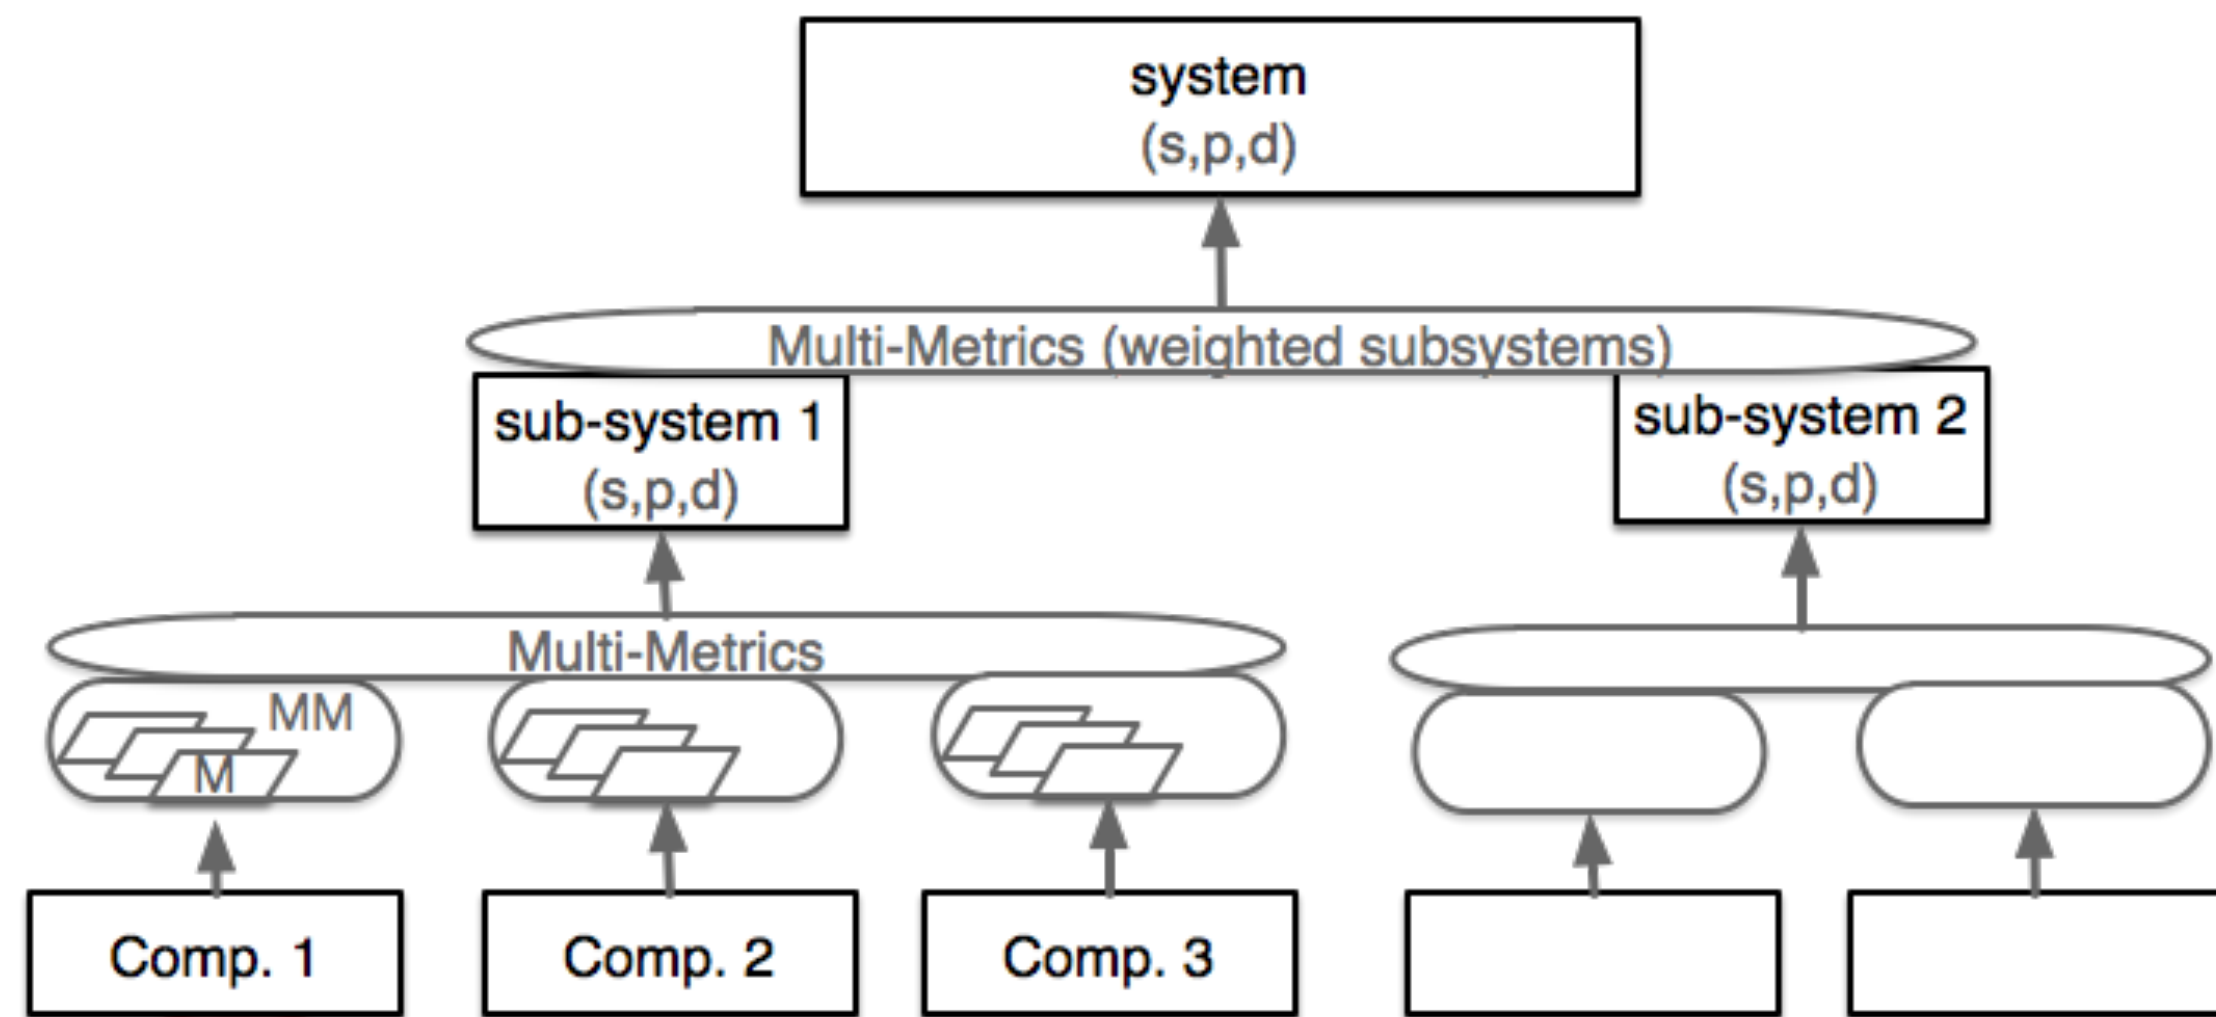 system
(s,p,d)
Multi-Metrics (weighted subsystems)
sub-system 1
(s,p,d)
sub-system 2
(s,p,d)
Multi-Metrics
MM
M
Comp. 1
Comp. 2
Comp. 3